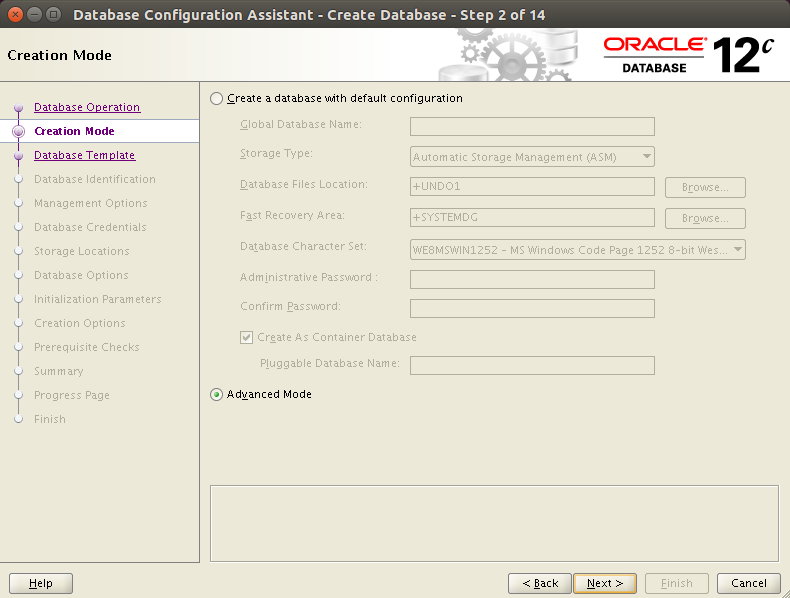 Database Configuration Assistant - Create Database - Step 2 of 14
Creation Mode
ORACLE
DATABASE
12c
Database Operation
Creation Mode
Database Template
Database Identification
Management Options
Database Credentials
Storage Locations
Database Options
Initialization Parameters
Creation Options
Prerequisite Checks
Summary
Progress Page
Finish
Create a database with default configuration
Global Database Name:
Storage Type: Automatic Storage Management (ASM)
Database Files Location: +UNDO1 Browse...
Fast Recovery Area: +SYSTEMDG Browse...
Database Character Set: WE8MSWIN1252 - MS Windows Code Page 1252 8-bit Wes...
Administrative Password :
Confirm Password:
Create As Container Database
Pluggable Database Name:
Advanced Mode
Help < Back Next > Finish Cancel